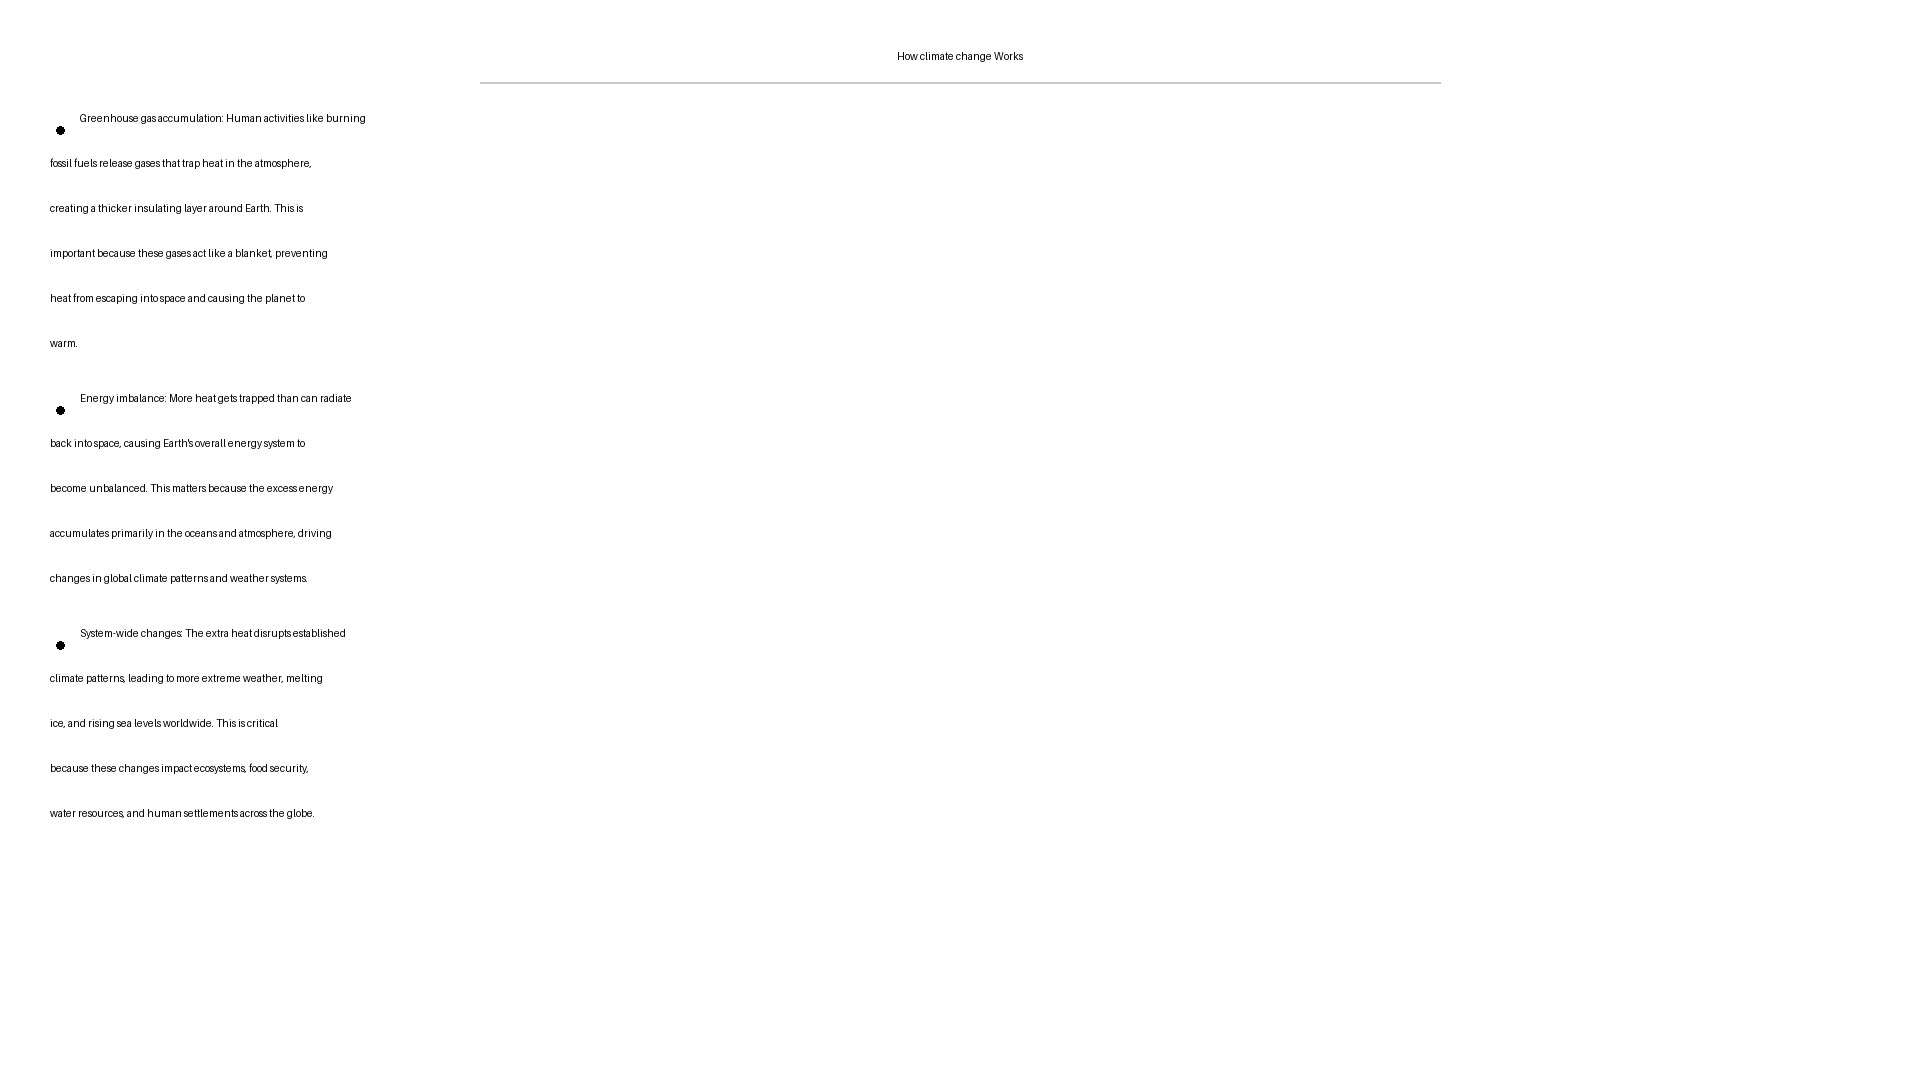 How climate change Works
Greenhouse gas accumulation: Human activities like burning
fossil fuels release gases that trap heat in the atmosphere,
creating a thicker insulating layer around Earth. This is
important because these gases act like a blanket, preventing
heat from escaping into space and causing the planet to
warm.
Energy imbalance: More heat gets trapped than can radiate
back into space, causing Earth's overall energy system to
become unbalanced. This matters because the excess energy
accumulates primarily in the oceans and atmosphere, driving
changes in global climate patterns and weather systems.
System-wide changes: The extra heat disrupts established
climate patterns, leading to more extreme weather, melting
ice, and rising sea levels worldwide. This is critical
because these changes impact ecosystems, food security,
water resources, and human settlements across the globe.